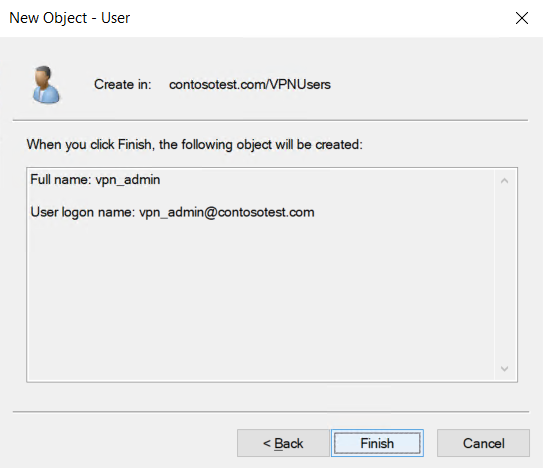 New Object - User
Create in: contosotest.com/VPNUsers
When you click Finish, the following object will be created:
Full name: vpn_admin
User logon name: vpn_admin@contosotest.com
< Back
Finish
Cancel